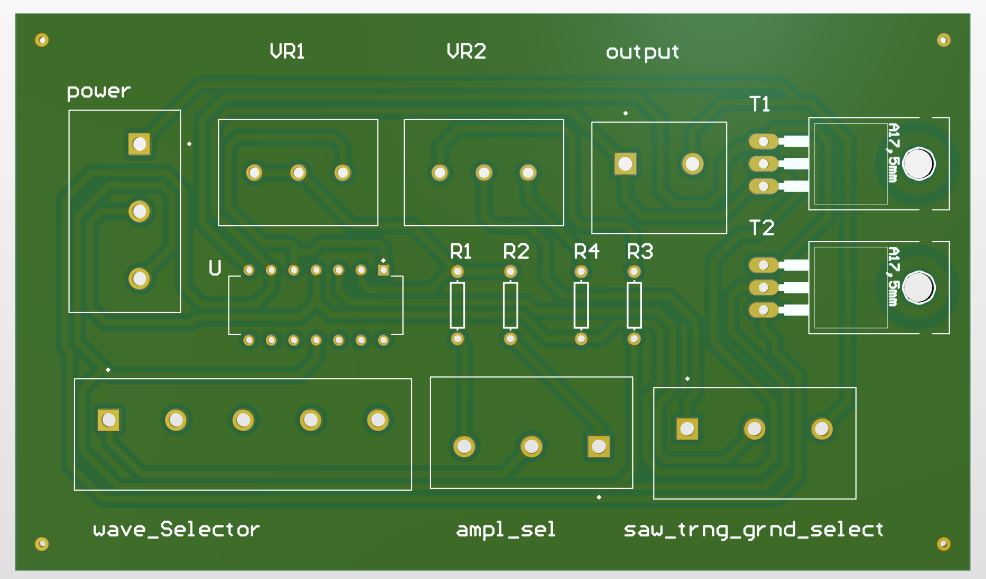 VR1
VR2
output
power
T1
A17,5mm
T2
A17,5mm
U
R1
R2
R4
R3
wave_Selector
ampl_sel
saw_trng_grnd_select